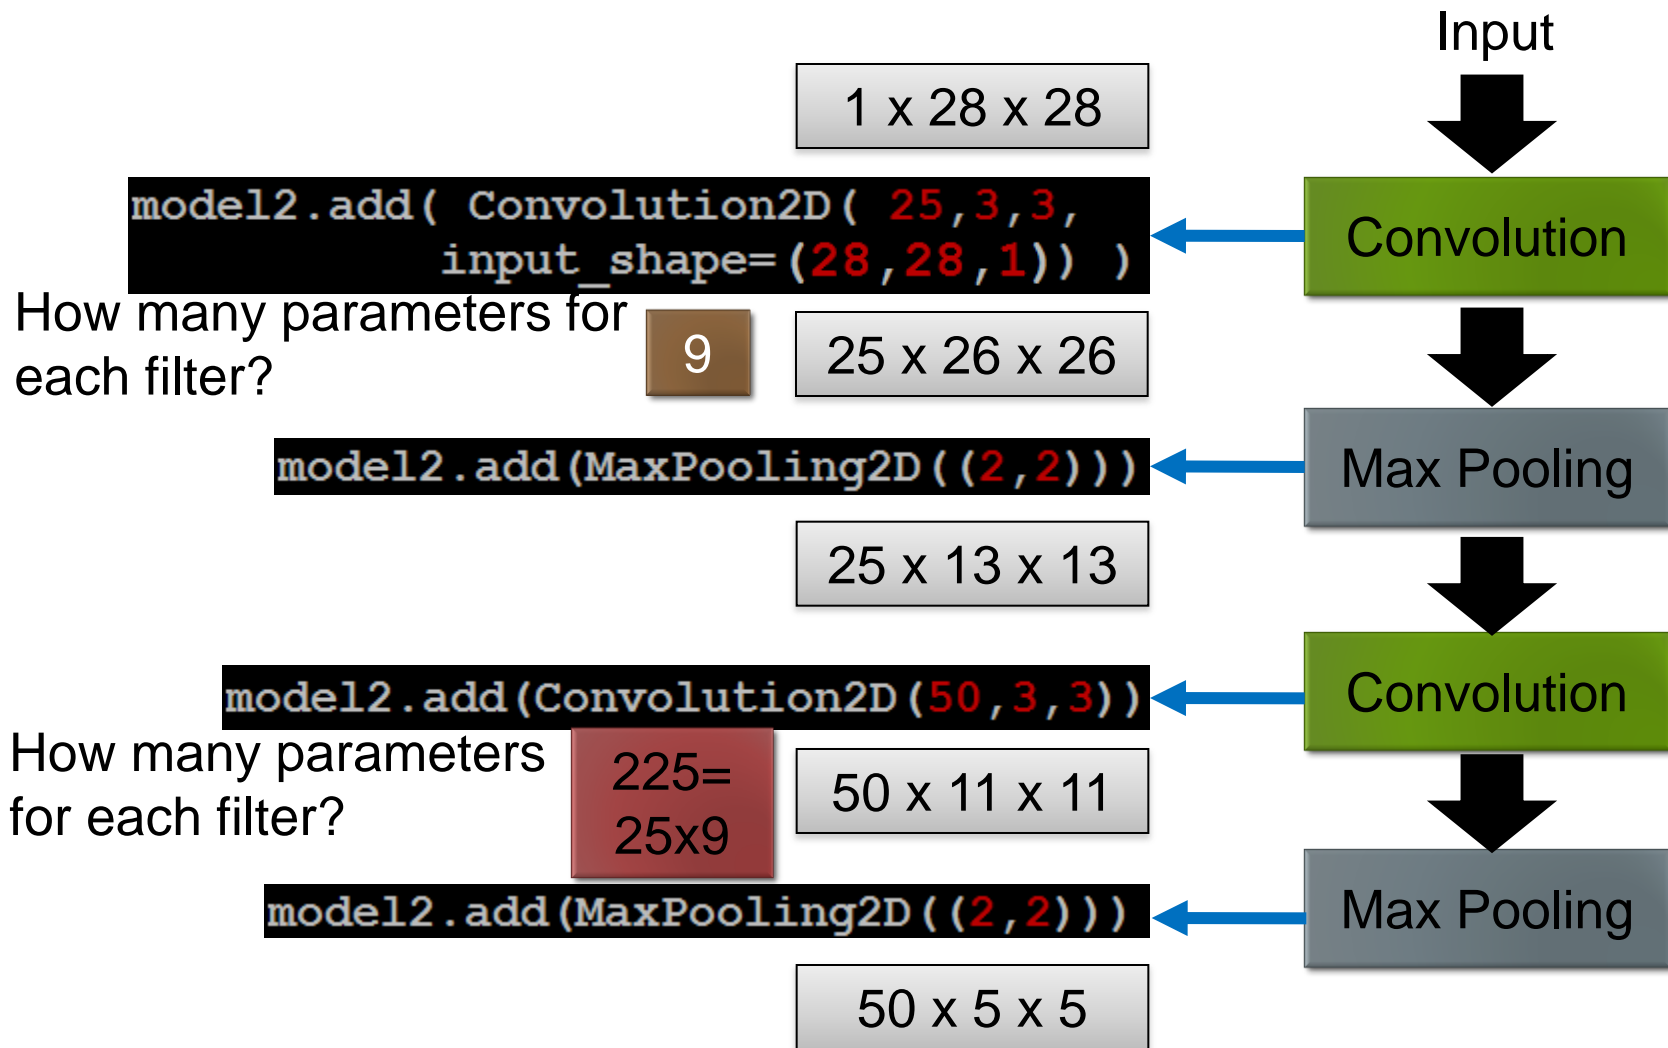 Input
1 x 28 x 28
model2.add( Convolution2D( 25,3,3,
input_shape=(28,28,1)) )
Convolution
How many parameters for
each filter?
9
25 x 26 x 26
model2.add(MaxPooling2D((2,2)))
Max Pooling
25 x 13 x 13
model2.add(Convolution2D(50,3,3))
Convolution
How many parameters
for each filter?
225=
25x9
50 x 11 x 11
model2.add(MaxPooling2D((2,2)))
Max Pooling
50 x 5 x 5